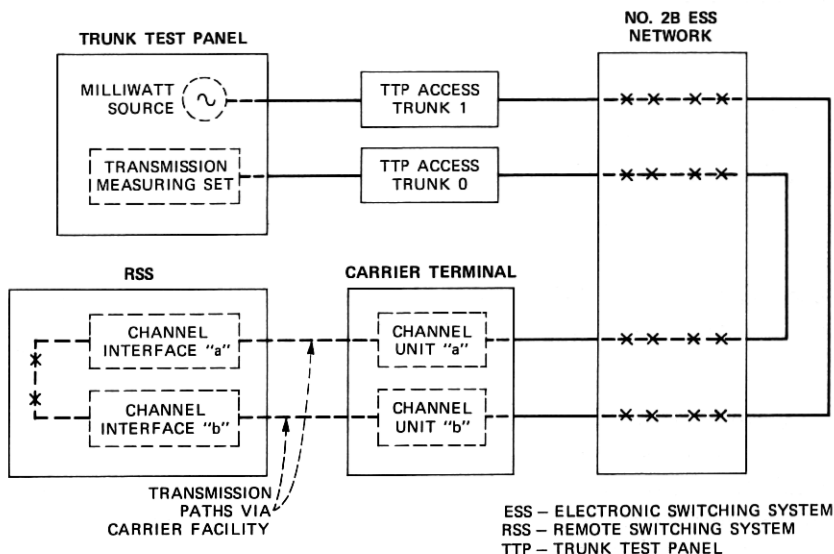 TRUNK TEST PANEL
NO. 2B ESS
NETWORK
MILLIWATT
SOURCE
TTP ACCESS
TRUNK 1
TRANSMISSION
MEASURING SET
TTP ACCESS
TRUNK 0
RSS
CARRIER TERMINAL
CHANNEL
INTERFACE "a"
CHANNEL
UNIT "a"
CHANNEL
INTERFACE "b"
CHANNEL
UNIT "b"
TRANSMISSION
PATHS VIA
CARRIER FACILITY
ESS – ELECTRONIC SWITCHING SYSTEM
RSS – REMOTE SWITCHING SYSTEM
TTP – TRUNK TEST PANEL